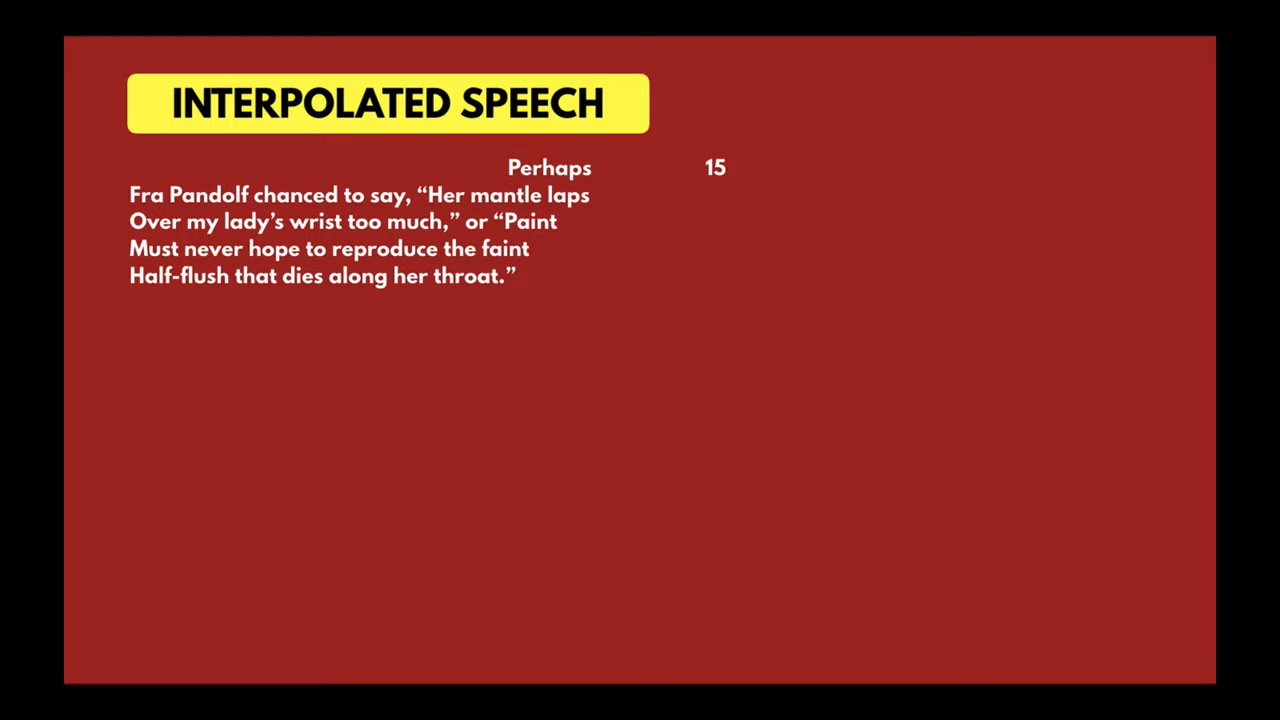 INTERPOLATED SPEECH
Perhaps 15
Fra Pandolf chanced to say, “Her mantle laps
Over my lady’s wrist too much,” or “Paint
Must never hope to reproduce the faint
Half-flush that dies along her throat.”